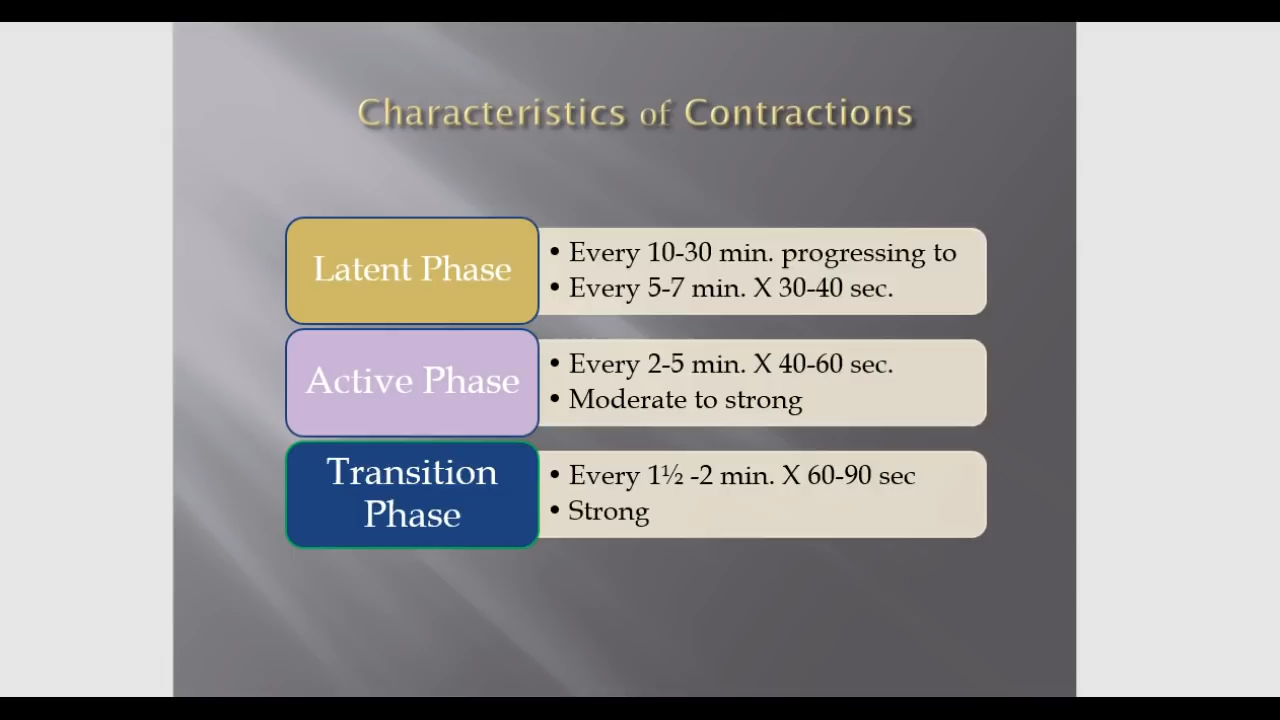 Characteristics of Contractions
Latent Phase
• Every 10-30 min. progressing to
• Every 5-7 min. X 30-40 sec.
Active Phase
• Every 2-5 min. X 40-60 sec.
• Moderate to strong
Transition
Phase
• Every 1½ -2 min. X 60-90 sec
• Strong